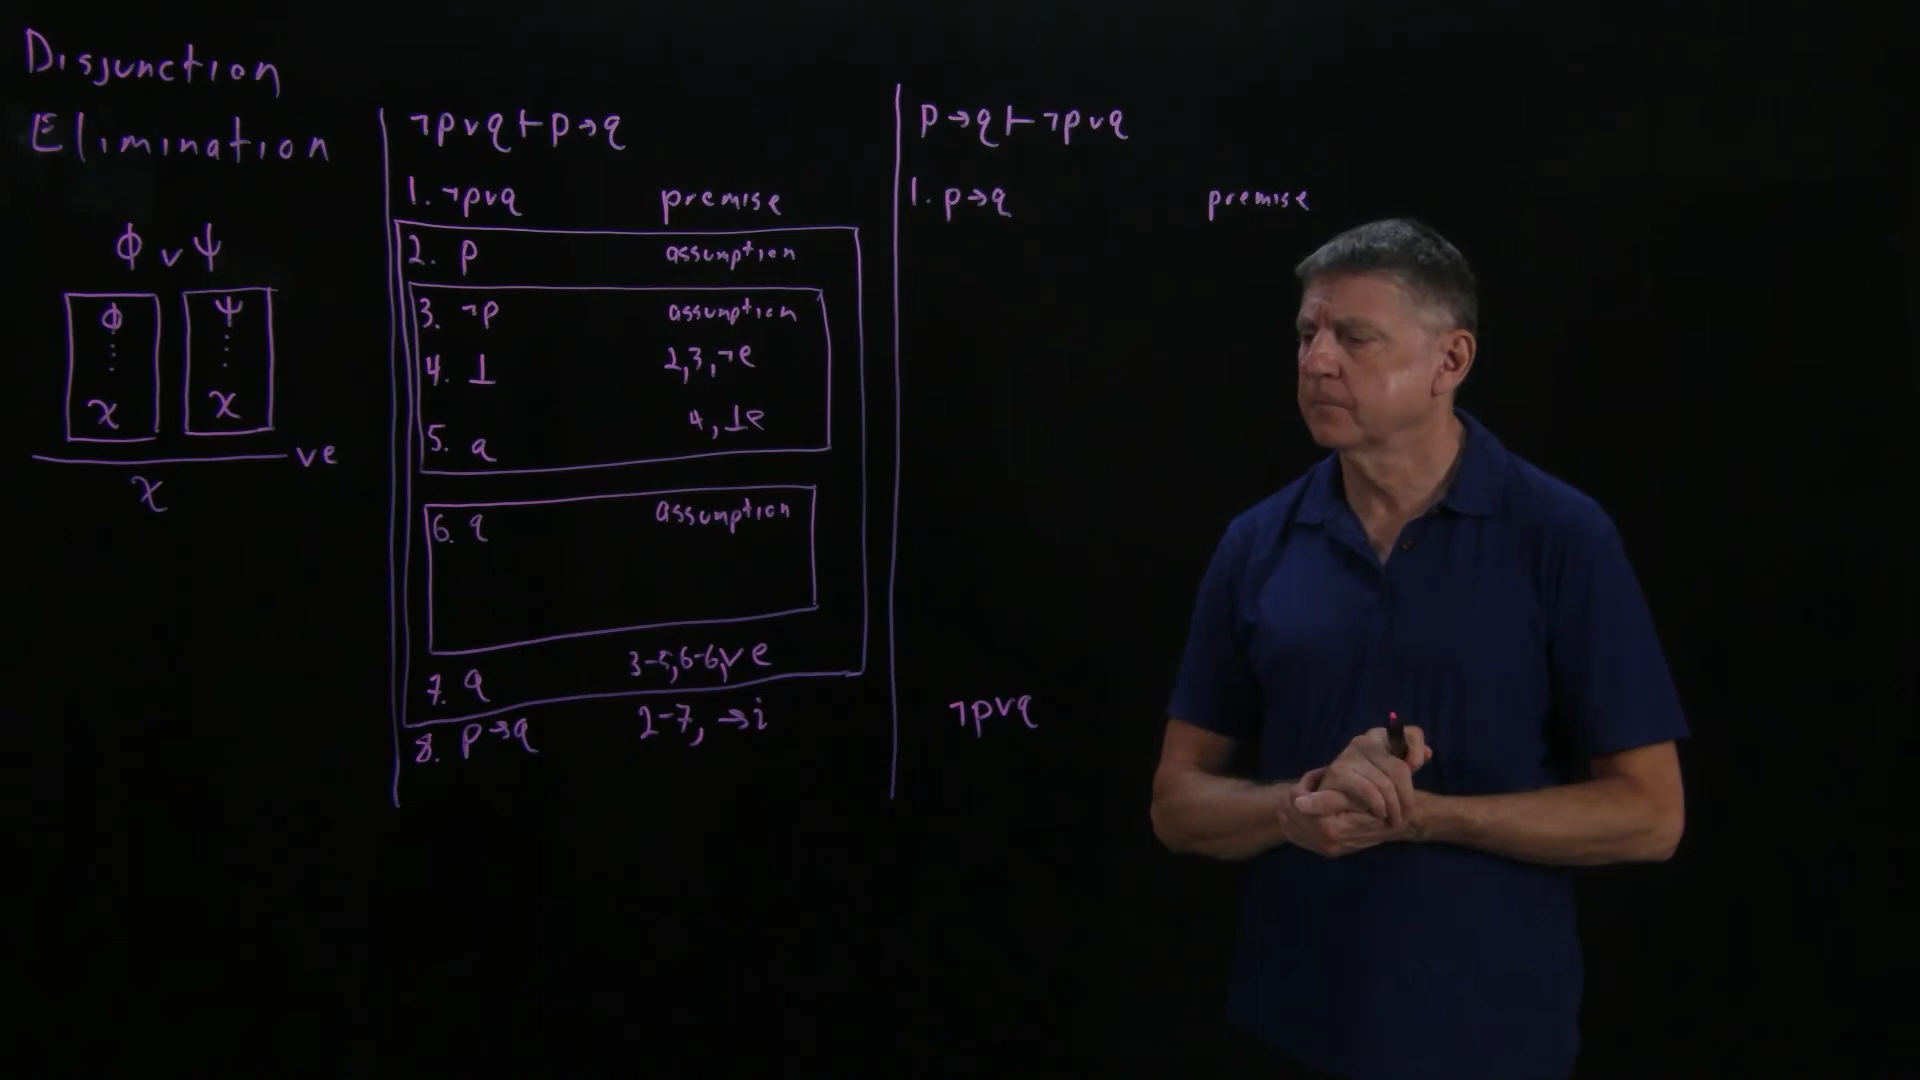 Disjunction
Elimination
ϕ ∨ ψ
ϕ ψ
⋮ ⋮
χ χ
∨e
χ
¬p∨q ⊢ p→q
1. ¬p∨q premise
2. p assumption
3. ¬p assumption
4. ⊥ 2,3,¬e
5. q 4,⊥e
6. q assumption
7. q 3-5,6-6,∨e
8. p→q 2-7, →i
p→q ⊢ ¬p∨q
1. p→q premise
¬p∨q